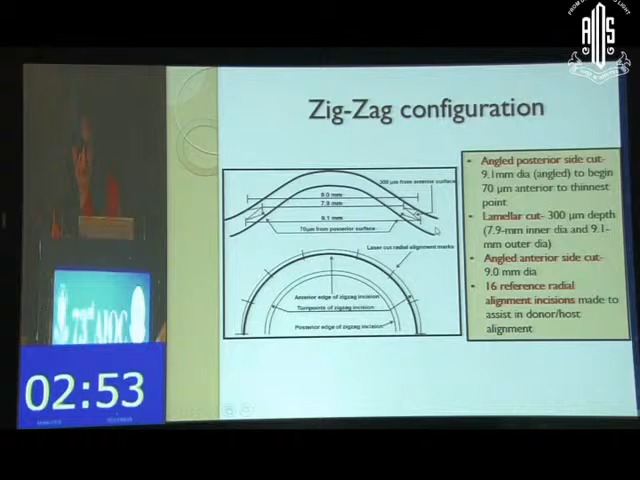 AIOS
Zig-Zag configuration
300 µm from anterior surface
8.0 mm
7.9 mm
9.1 mm
70µm from posterior surface
Laser cut radial alignment marks
Anterior edge of zigzag incision
Turnpoints of zigzag incision
Posterior edge of zigzag incision
• Angled posterior side cut-
9.1mm dia (angled) to begin
70 µm anterior to thinnest
point
• Lamellar cut- 300 µm depth
(7.9-mm inner dia and 9.1-
mm outer dia)
• Angled anterior side cut-
9.0 mm dia
• 16 reference radial
alignment incisions made to
assist in donor/host
alignment
02:53